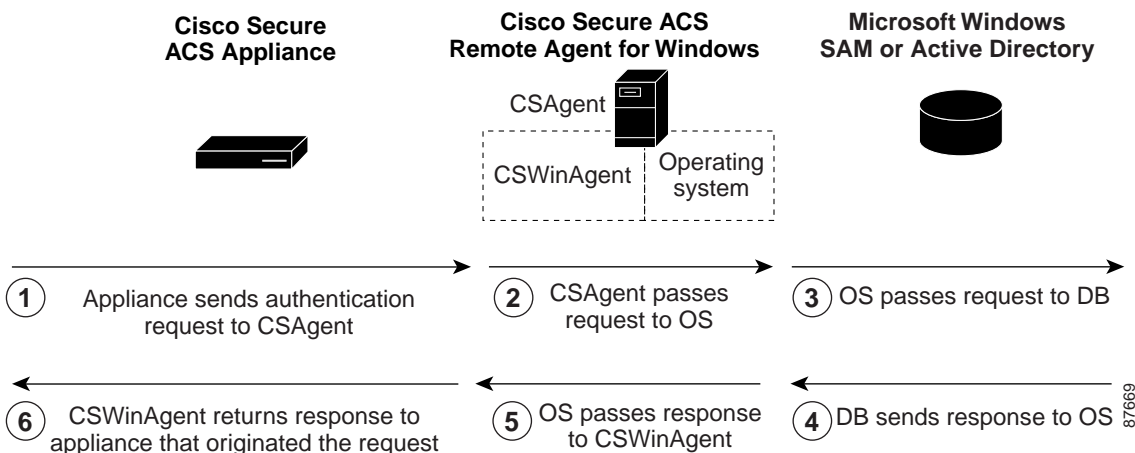 Cisco Secure
ACS Appliance
Cisco Secure ACS
Remote Agent for Windows
Microsoft Windows
SAM or Active Directory
CSAgent
CSWinAgent
Operating
system
1
Appliance sends authentication
request to CSAgent
2
CSAgent passes
request to OS
3
OS passes request to DB
6
CSWinAgent returns response to
appliance that originated the request
5
OS passes response
to CSWinAgent
4
DB sends response to OS
87669